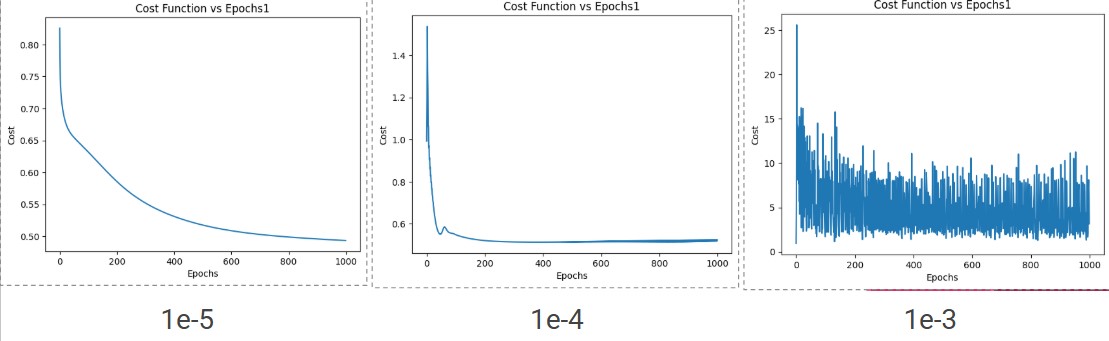 Cost Function vs Epochs1
0.80
0.75
0.70
0.65
0.60
0.55
0.50
Cost
0 200 400 600 800 1000
Epochs
1e-5
Cost Function vs Epochs1
1.4
1.2
1.0
0.8
0.6
Cost
0 200 400 600 800 1000
Epochs
1e-4
Cost Function vs Epochs1
25
20
15
10
5
0
Cost
0 200 400 600 800 1000
Epochs
1e-3